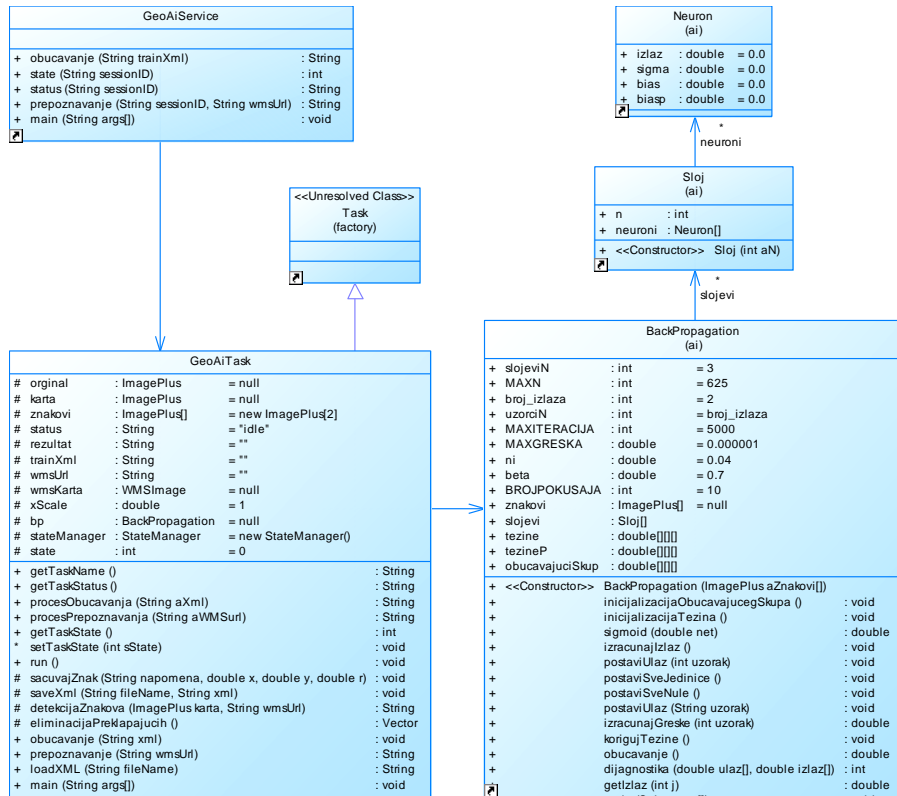 GeoAiService
+ obucavanje (String trainXml) : String
+ state (String sessionID) : int
+ status (String sessionID) : String
+ prepoznavanje (String sessionID, String wmsUrl) : String
+ main (String args[]) : void
Neuron
(ai)
+ izlaz : double = 0.0
+ sigma : double = 0.0
+ bias : double = 0.0
+ biasp : double = 0.0
*
neuroni
Sloj
(ai)
+ n : int
+ neuroni : Neuron[]
+ <<Constructor>> Sloj (int aN)
*
slojevi
<<Unresolved Class>>
Task
(factory)
GeoAiTask
# orginal : ImagePlus = null
# karta : ImagePlus = null
# znakovi : ImagePlus[] = new ImagePlus[2]
# status : String = "idle"
# rezultat : String = ""
# trainXml : String = ""
# wmsUrl : String = ""
# wmsKarta : WMSImage = null
# xScale : double = 1
# bp : BackPropagation = null
# stateManager : StateManager = new StateManager()
# state : int = 0
+ getTaskName () : String
+ getTaskStatus () : String
+ procesObucavanja (String aXml) : String
+ procesPrepoznavanja (String aWMSurl) : String
+ getTaskState () : int
* setTaskState (int sState) : void
+ run () : void
# sacuvajZnak (String napomena, double x, double y, double r) : void
# saveXml (String fileName, String xml) : void
# detekcijaZnakova (ImagePlus karta, String wmsUrl) : String
# eliminacijaPreklapajucih () : Vector
+ obucavanje (String xml) : void
+ prepoznavanje (String wmsUrl) : String
+ loadXML (String fileName) : String
+ main (String args[]) : void
BackPropagation
(ai)
+ slojeviN : int = 3
+ MAXN : int = 625
+ broj_izlaza : int = 2
+ uzorciN : int = broj_izlaza
+ MAXITERACIJA : int = 5000
+ MAXGRESKA : double = 0.000001
+ ni : double = 0.04
+ beta : double = 0.7
+ BROJPOKUSAJA : int = 10
+ znakovi : ImagePlus[] = null
+ slojevi : Sloj[]
+ tezine : double[][][]
+ tezineP : double[][][]
+ obucavajuciSkup : double[][][]
+ <<Constructor>> BackPropagation (ImagePlus aZnakovi[])
+ inicijalizacijaObucavajucegSkupa () : void
+ inicijalizacijaTezina () : void
+ sigmoid (double net) : double
+ izracunajIzlaz () : void
+ postaviUlaz (int uzorak) : void
+ postaviSveJedinice () : void
+ postaviSveNule () : void
+ postaviUlaz (String uzorak) : void
+ izracunajGreske (int uzorak) : double
+ korigujTezine () : void
+ obucavanje () : double
+ dijagnostika (double ulaz[], double izlaz[]) : int
getIzlaz (int j) : double